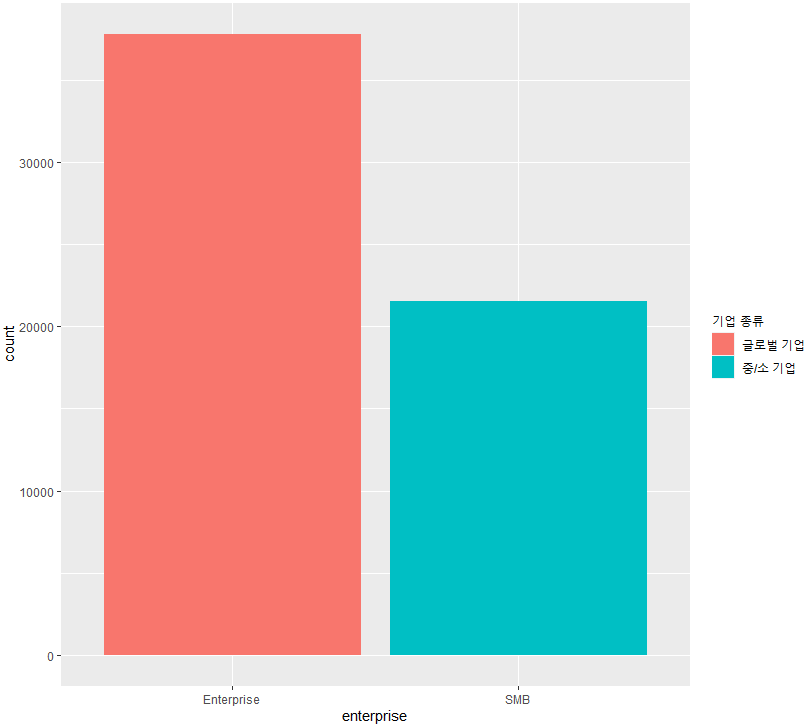 30000
20000
10000
0
count
Enterprise
SMB
enterprise
기업 종류
글로벌 기업
중/소 기업